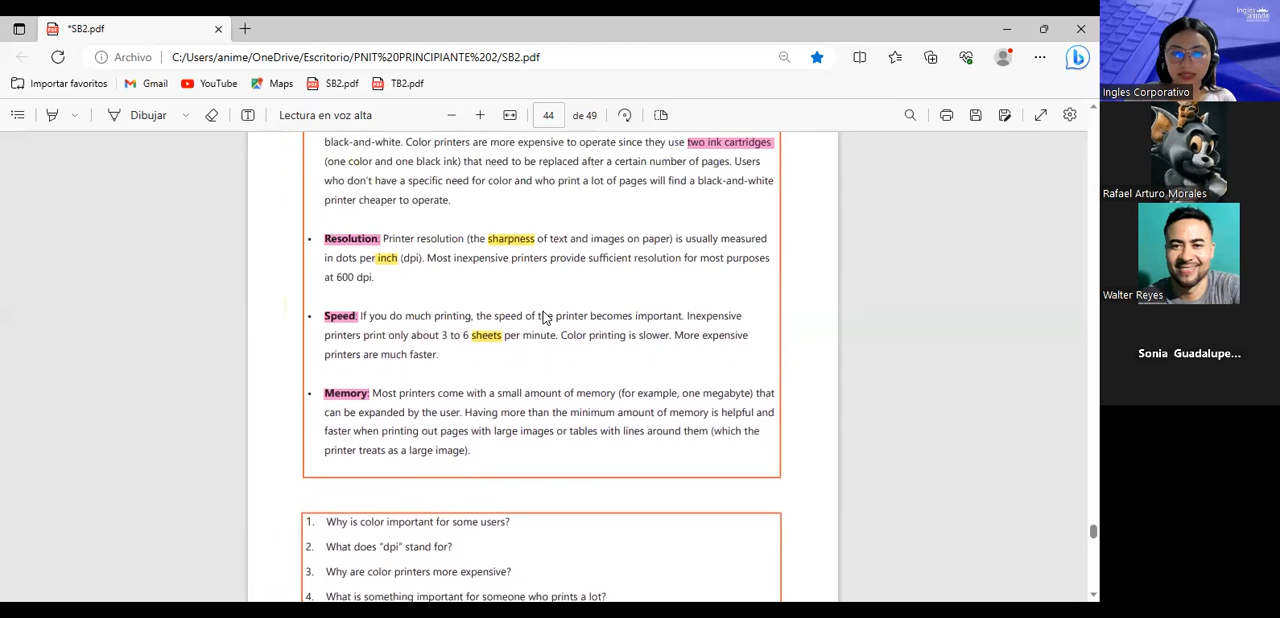 *SB2.pdf
Archivo C:/Users/anime/OneDrive/Escritorio/PNIT%20PRINCIPIANTE%202/SB2.pdf
Importar favoritos Gmail YouTube Maps SB2.pdf TB2.pdf
Dibujar Lectura en voz alta 44 de 49
black-and-white. Color printers are more expensive to operate since they use two ink cartridges
(one color and one black ink) that need to be replaced after a certain number of pages. Users
who don't have a specific need for color and who print a lot of pages will find a black-and-white
printer cheaper to operate.
• Resolution: Printer resolution (the sharpness of text and images on paper) is usually measured
in dots per inch (dpi). Most inexpensive printers provide sufficient resolution for most purposes
at 600 dpi.
• Speed: If you do much printing, the speed of the printer becomes important. Inexpensive
printers print only about 3 to 6 sheets per minute. Color printing is slower. More expensive
printers are much faster.
• Memory: Most printers come with a small amount of memory (for example, one megabyte) that
can be expanded by the user. Having more than the minimum amount of memory is helpful and
faster when printing out pages with large images or tables with lines around them (which the
printer treats as a large image).
1. Why is color important for some users?
2. What does "dpi" stand for?
3. Why are color printers more expensive?
4. What is something important for someone who prints a lot?
Ingles Corporativo
Rafael Arturo Morales
Walter Reyes
Sonia Guadalupe...